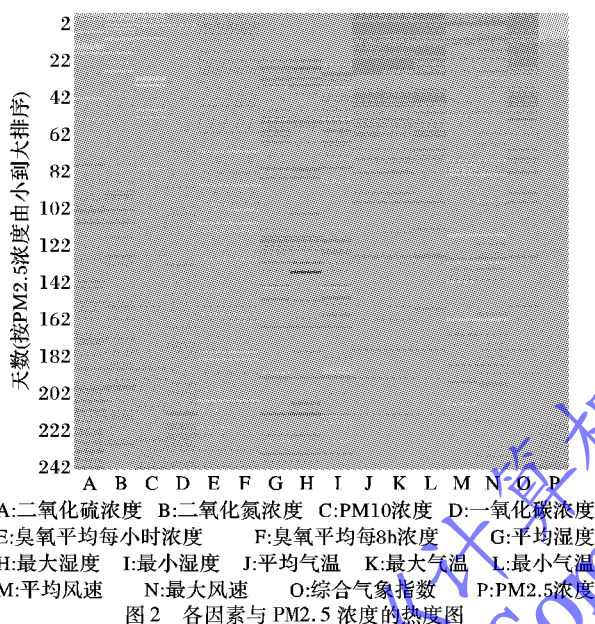 天数(按PM2.5浓度由小到大排序)
2
22
42
62
82
102
122
142
162
182
202
222
242
A B C D E F G H I J K L M N O P
A:二氧化硫浓度 B:二氧化氮浓度 C:PM10浓度 D:一氧化碳浓度
E:臭氧平均每小时浓度 F:臭氧平均每8h浓度 G:平均湿度
H:最大湿度 I:最小湿度 J:平均气温 K:最大气温 L:最小气温
M:平均风速 N:最大风速 O:综合气象指数 P:PM2.5浓度
图2 各因素与PM2.5浓度的热度图
计算机